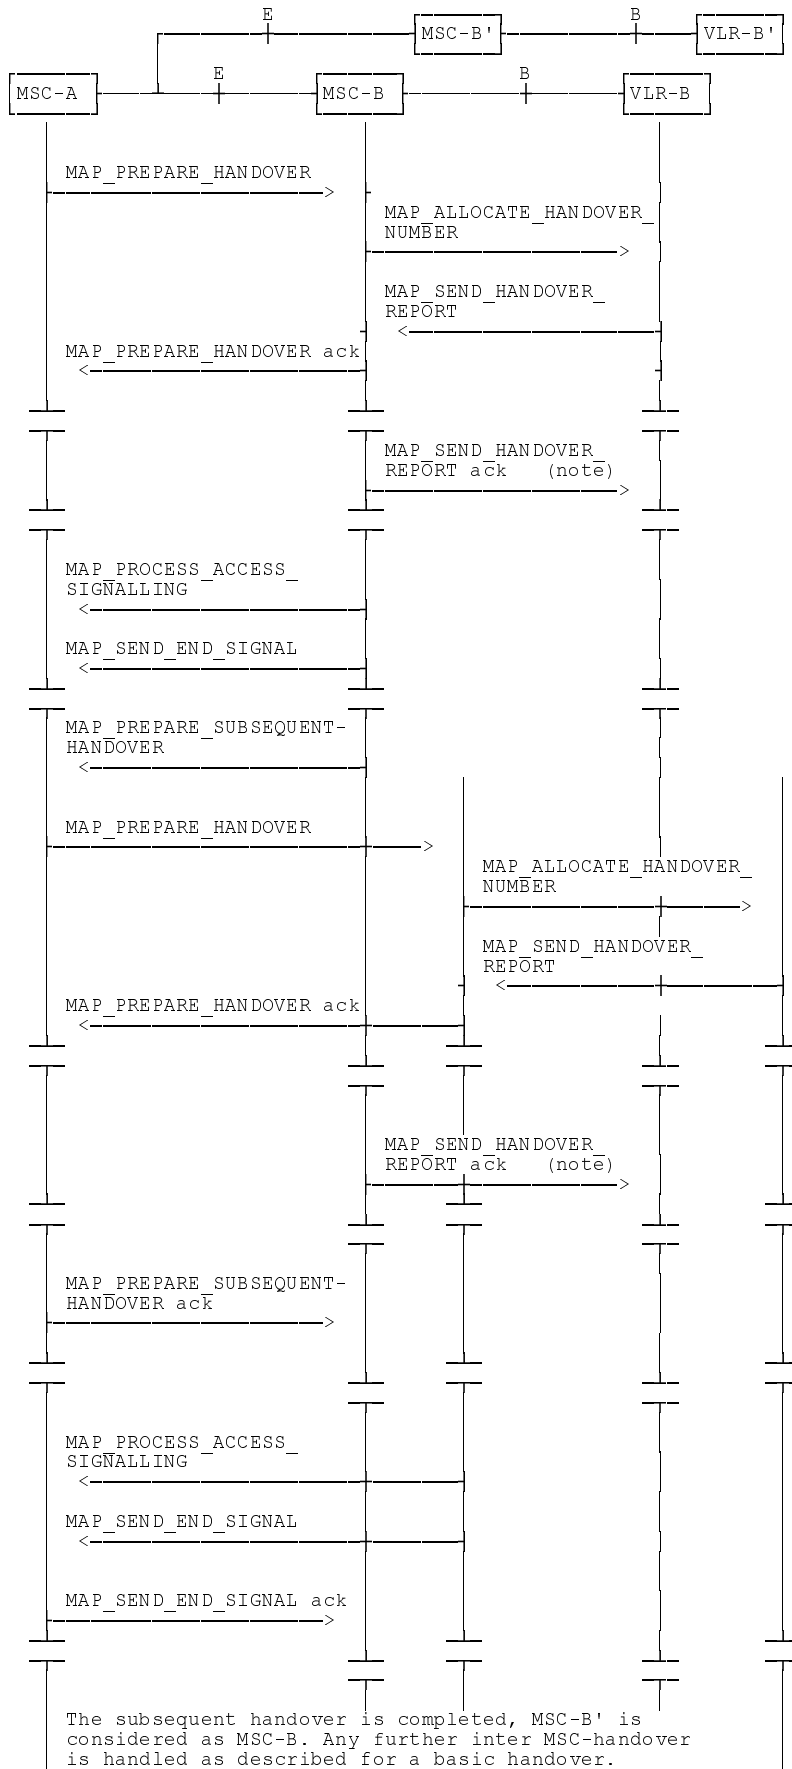 E B
MSC-B' VLR-B'
E B
MSC-A MSC-B VLR-B
MAP_PREPARE_HANDOVER
MAP_ALLOCATE_HANDOVER_
NUMBER
MAP_SEND_HANDOVER_
REPORT
MAP_PREPARE_HANDOVER ack
MAP_SEND_HANDOVER_
REPORT ack (note)
MAP_PROCESS_ACCESS_
SIGNALLING
MAP_SEND_END_SIGNAL
MAP_PREPARE_SUBSEQUENT-
HANDOVER
MAP_PREPARE_HANDOVER
MAP_ALLOCATE_HANDOVER_
NUMBER
MAP_SEND_HANDOVER_
REPORT
MAP_PREPARE_HANDOVER ack
MAP_SEND_HANDOVER_
REPORT ack (note)
MAP_PREPARE_SUBSEQUENT-
HANDOVER ack
MAP_PROCESS_ACCESS_
SIGNALLING
MAP_SEND_END_SIGNAL
MAP_SEND_END_SIGNAL ack
The subsequent handover is completed, MSC-B' is
considered as MSC-B. Any further inter MSC-handover
is handled as described for a basic handover.